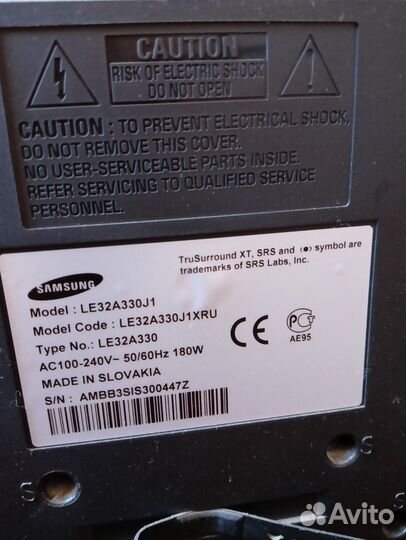 CAUTION
RISK OF ELECTRIC SHOCK
DO NOT OPEN
CAUTION : TO PREVENT ELECTRICAL SHOCK,
DO NOT REMOVE THIS COVER.
NO USER-SERVICEABLE PARTS INSIDE.
REFER SERVICING TO QUALIFIED SERVICE
PERSONNEL.
TruSurround XT, SRS and (●) symbol are
trademarks of SRS Labs, Inc.
SAMSUNG
Model : LE32A330J1
Model Code : LE32A330J1XRU
Type No. : LE32A330
AC100-240V~ 50/60Hz 180W
MADE IN SLOVAKIA
S/N : AMBB3SIS300447Z
CE
РСТ
AE95
S
S
S
Avito